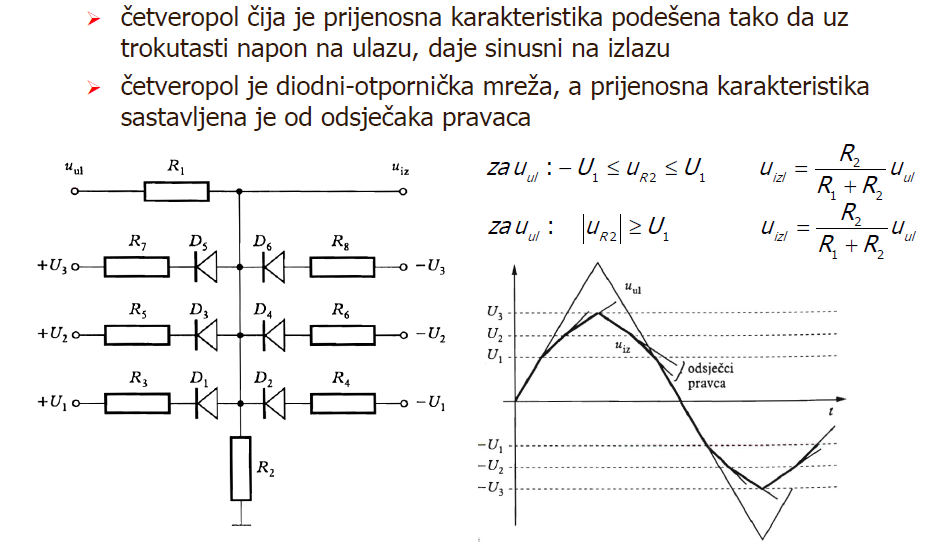 ➢ četveropol čija je prijenosna karakteristika podešena tako da uz
trokutasti napon na ulazu, daje sinusni na izlazu
➢ četveropol je diodni-otpornička mreža, a prijenosna karakteristika
sastavljena je od odsječaka pravaca
u_ul R_1 u_iz
R_7 D_5 D_6 R_8
+U_3 −U_3
R_5 D_3 D_4 R_6
+U_2 −U_2
R_3 D_1 D_2 R_4
+U_1 −U_1
R_2
za u_ul : − U_1 ≤ u_R2 ≤ U_1 u_izl = R_2 / (R_1 + R_2) u_ul
za u_ul : |u_R2| ≥ U_1 u_izl = R_2 / (R_1 + R_2) u_ul
u_ul
U_3
U_2
u_iz
U_1
odsječci
pravca
t
−U_1
−U_2
−U_3